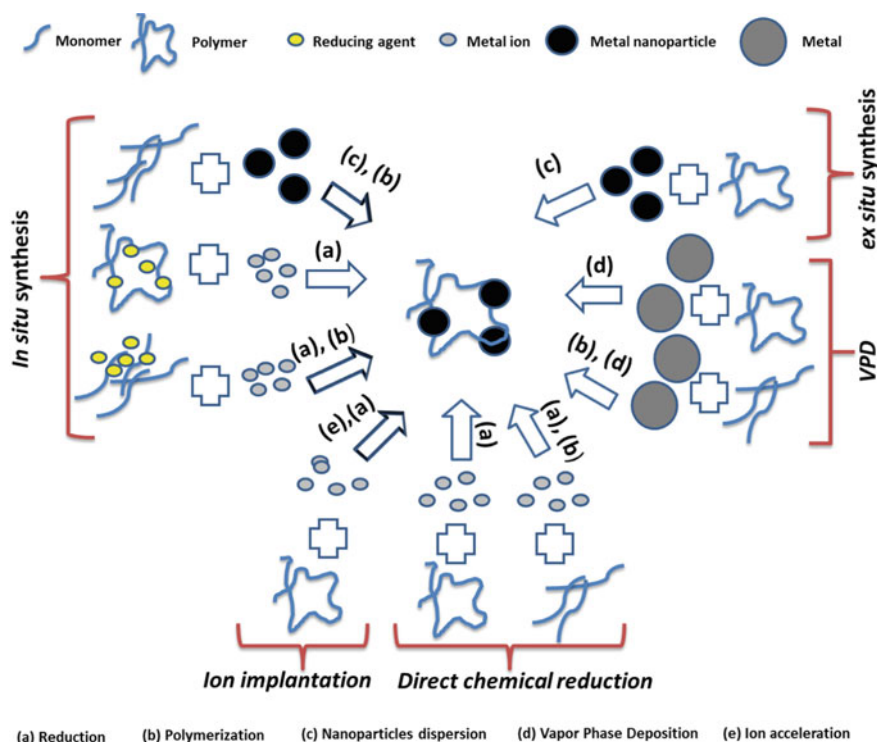 Monomer Polymer Reducing agent Metal ion Metal nanoparticle Metal
In situ synthesis
(c), (b)
(a)
(a), (b)
(e),(a)
(a)
(a), (b)
(c)
(d)
(b), (d)
ex situ synthesis
VPD
Ion implantation Direct chemical reduction
(a) Reduction (b) Polymerization (c) Nanoparticles dispersion (d) Vapor Phase Deposition (e) Ion acceleration